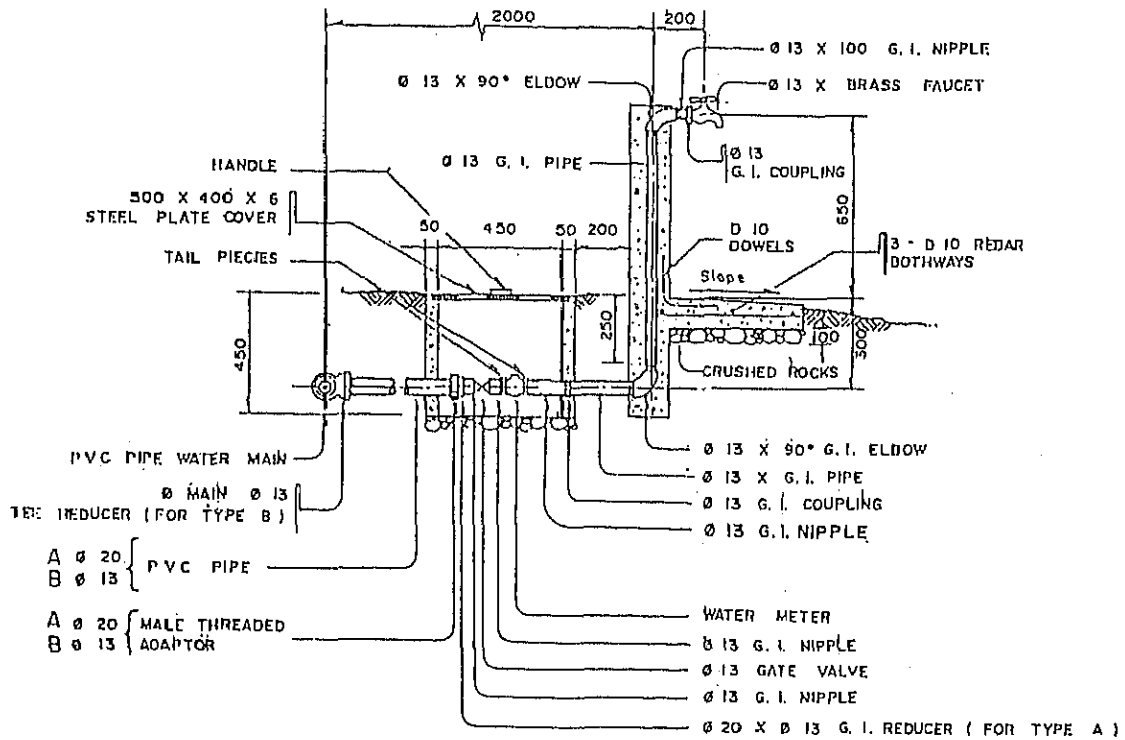 2000
200
Ø 13 X 100 G. I. NIPPLE
Ø 13 X 90° ELDOW
Ø 13 X BRASS FAUCET
HANDLE
Ø 13 G. I. PIPE
Ø 13
G. I. COUPLING
500 X 400 X 6
STEEL PLATE COVER
50
450
50
200
650
D 10
DOWELS
3 - D 10 REBAR
BOTHWAYS
TAIL PIECIES
Slope
450
250
100
300
CRUSHED ROCKS
PVC PIPE WATER MAIN
Ø 13 X 90° G. I. ELDOW
Ø 13 X G. I. PIPE
Ø MAIN Ø 13
TEE REDUCER (FOR TYPE B)
Ø 13 G. I. COUPLING
Ø 13 G. I. NIPPLE
A Ø 20
B Ø 13
PVC PIPE
A Ø 20
B Ø 13
MALE THREADED
ADAPTOR
WATER METER
Ø 13 G. I. NIPPLE
Ø 13 GATE VALVE
Ø 13 G. I. NIPPLE
Ø 20 X Ø 13 G. I. REDUCER ( FOR TYPE A )